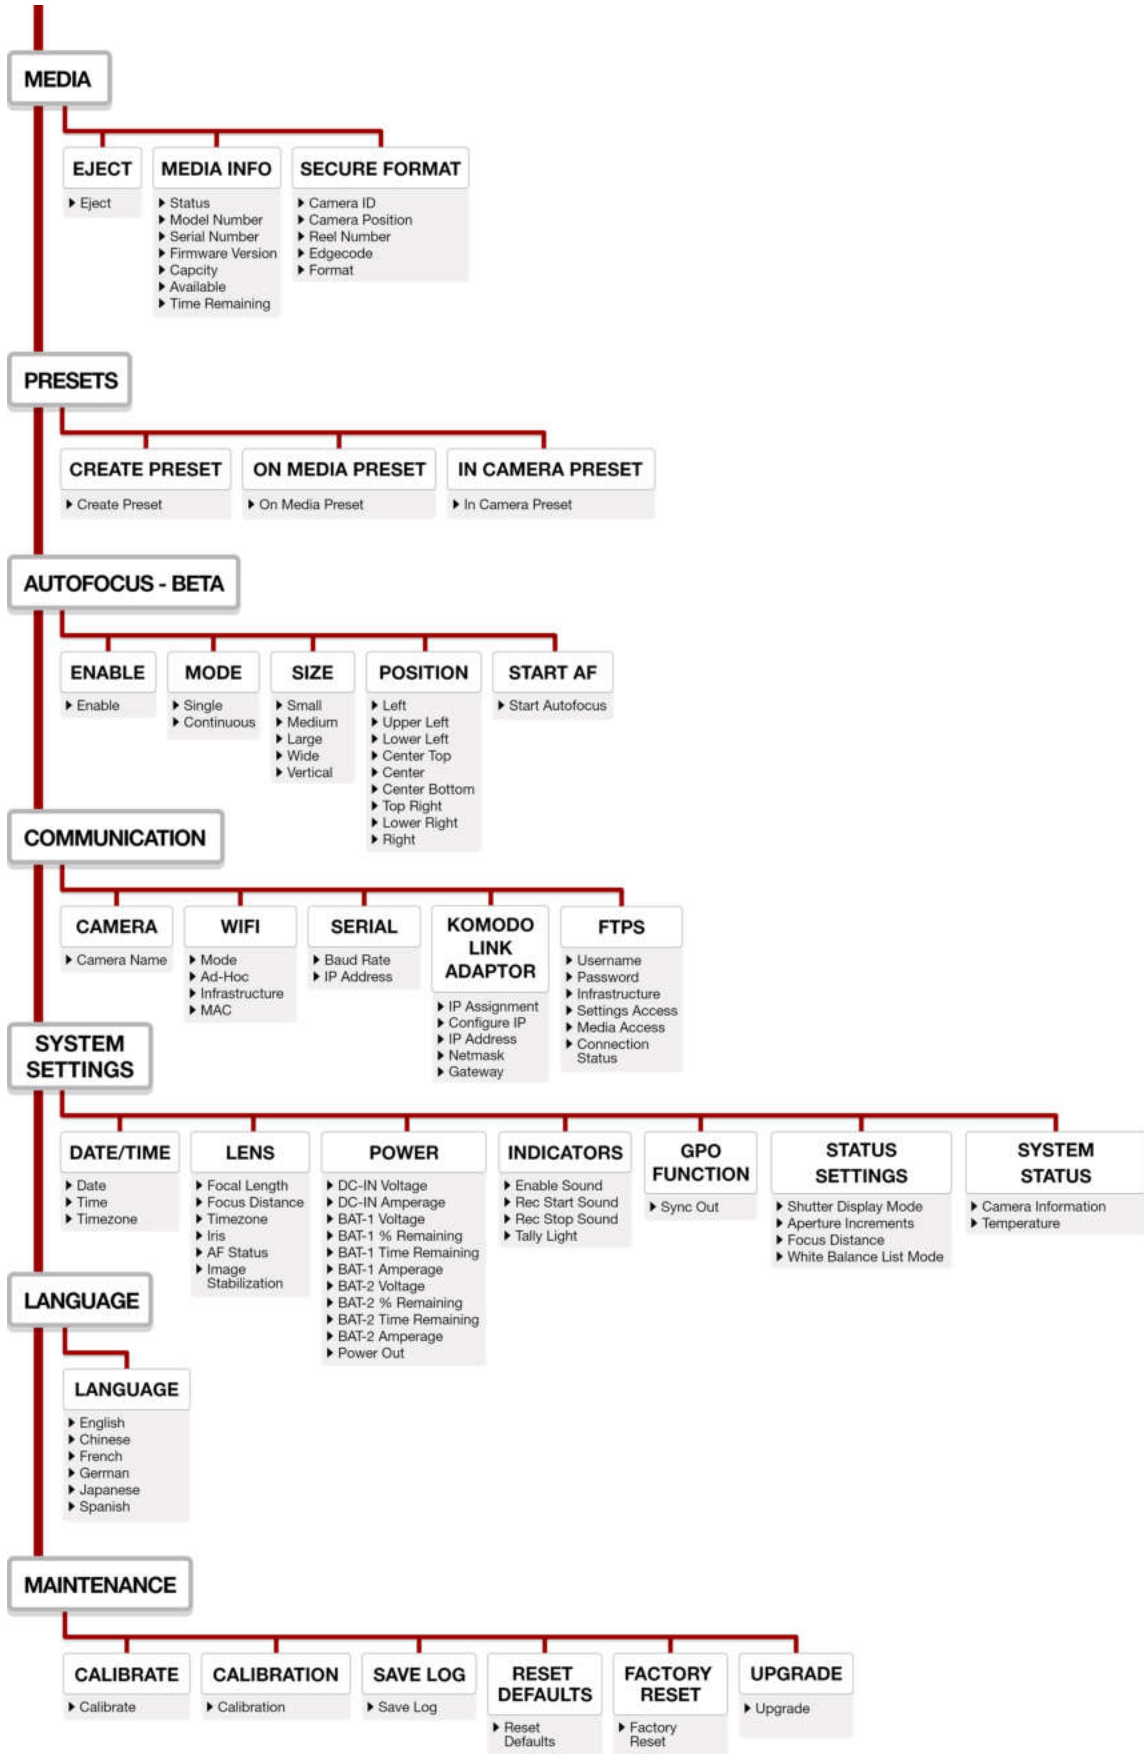 MEDIA
EJECT
Eject
MEDIA INFO
Status
Model Number
Serial Number
Firmware Version
Capcity
Available
Time Remaining
SECURE FORMAT
Camera ID
Camera Position
Reel Number
Edgecode
Format
PRESETS
CREATE PRESET
Create Preset
ON MEDIA PRESET
On Media Preset
IN CAMERA PRESET
In Camera Preset
AUTOFOCUS - BETA
ENABLE
Enable
MODE
Single
Continuous
SIZE
Small
Medium
Large
Wide
Vertical
POSITION
Left
Upper Left
Lower Left
Center Top
Center
Center Bottom
Top Right
Lower Right
Right
START AF
Start Autofocus
COMMUNICATION
CAMERA
Camera Name
WIFI
Mode
Ad-Hoc
Infrastructure
MAC
SERIAL
Baud Rate
IP Address
KOMODO
LINK
ADAPTOR
IP Assignment
Configure IP
IP Address
Netmask
Gateway
FTPS
Username
Password
Infrastructure
Settings Access
Media Access
Connection
Status
SYSTEM
SETTINGS
DATE/TIME
Date
Time
Timezone
LENS
Focal Length
Focus Distance
Timezone
Iris
AF Status
Image
Stabilization
POWER
DC-IN Voltage
DC-IN Amperage
BAT-1 Voltage
BAT-1 % Remaining
BAT-1 Time Remaining
BAT-1 Amperage
BAT-2 Voltage
BAT-2 % Remaining
BAT-2 Time Remaining
BAT-2 Amperage
Power Out
INDICATORS
Enable Sound
Rec Start Sound
Rec Stop Sound
Tally Light
GPO
FUNCTION
Sync Out
STATUS
SETTINGS
Shutter Display Mode
Aperture Increments
Focus Distance
White Balance List Mode
SYSTEM
STATUS
Camera Information
Temperature
LANGUAGE
LANGUAGE
English
Chinese
French
German
Japanese
Spanish
MAINTENANCE
CALIBRATE
Calibrate
CALIBRATION
Calibration
SAVE LOG
Save Log
RESET
DEFAULTS
Reset
Defaults
FACTORY
RESET
Factory
Reset
UPGRADE
Upgrade